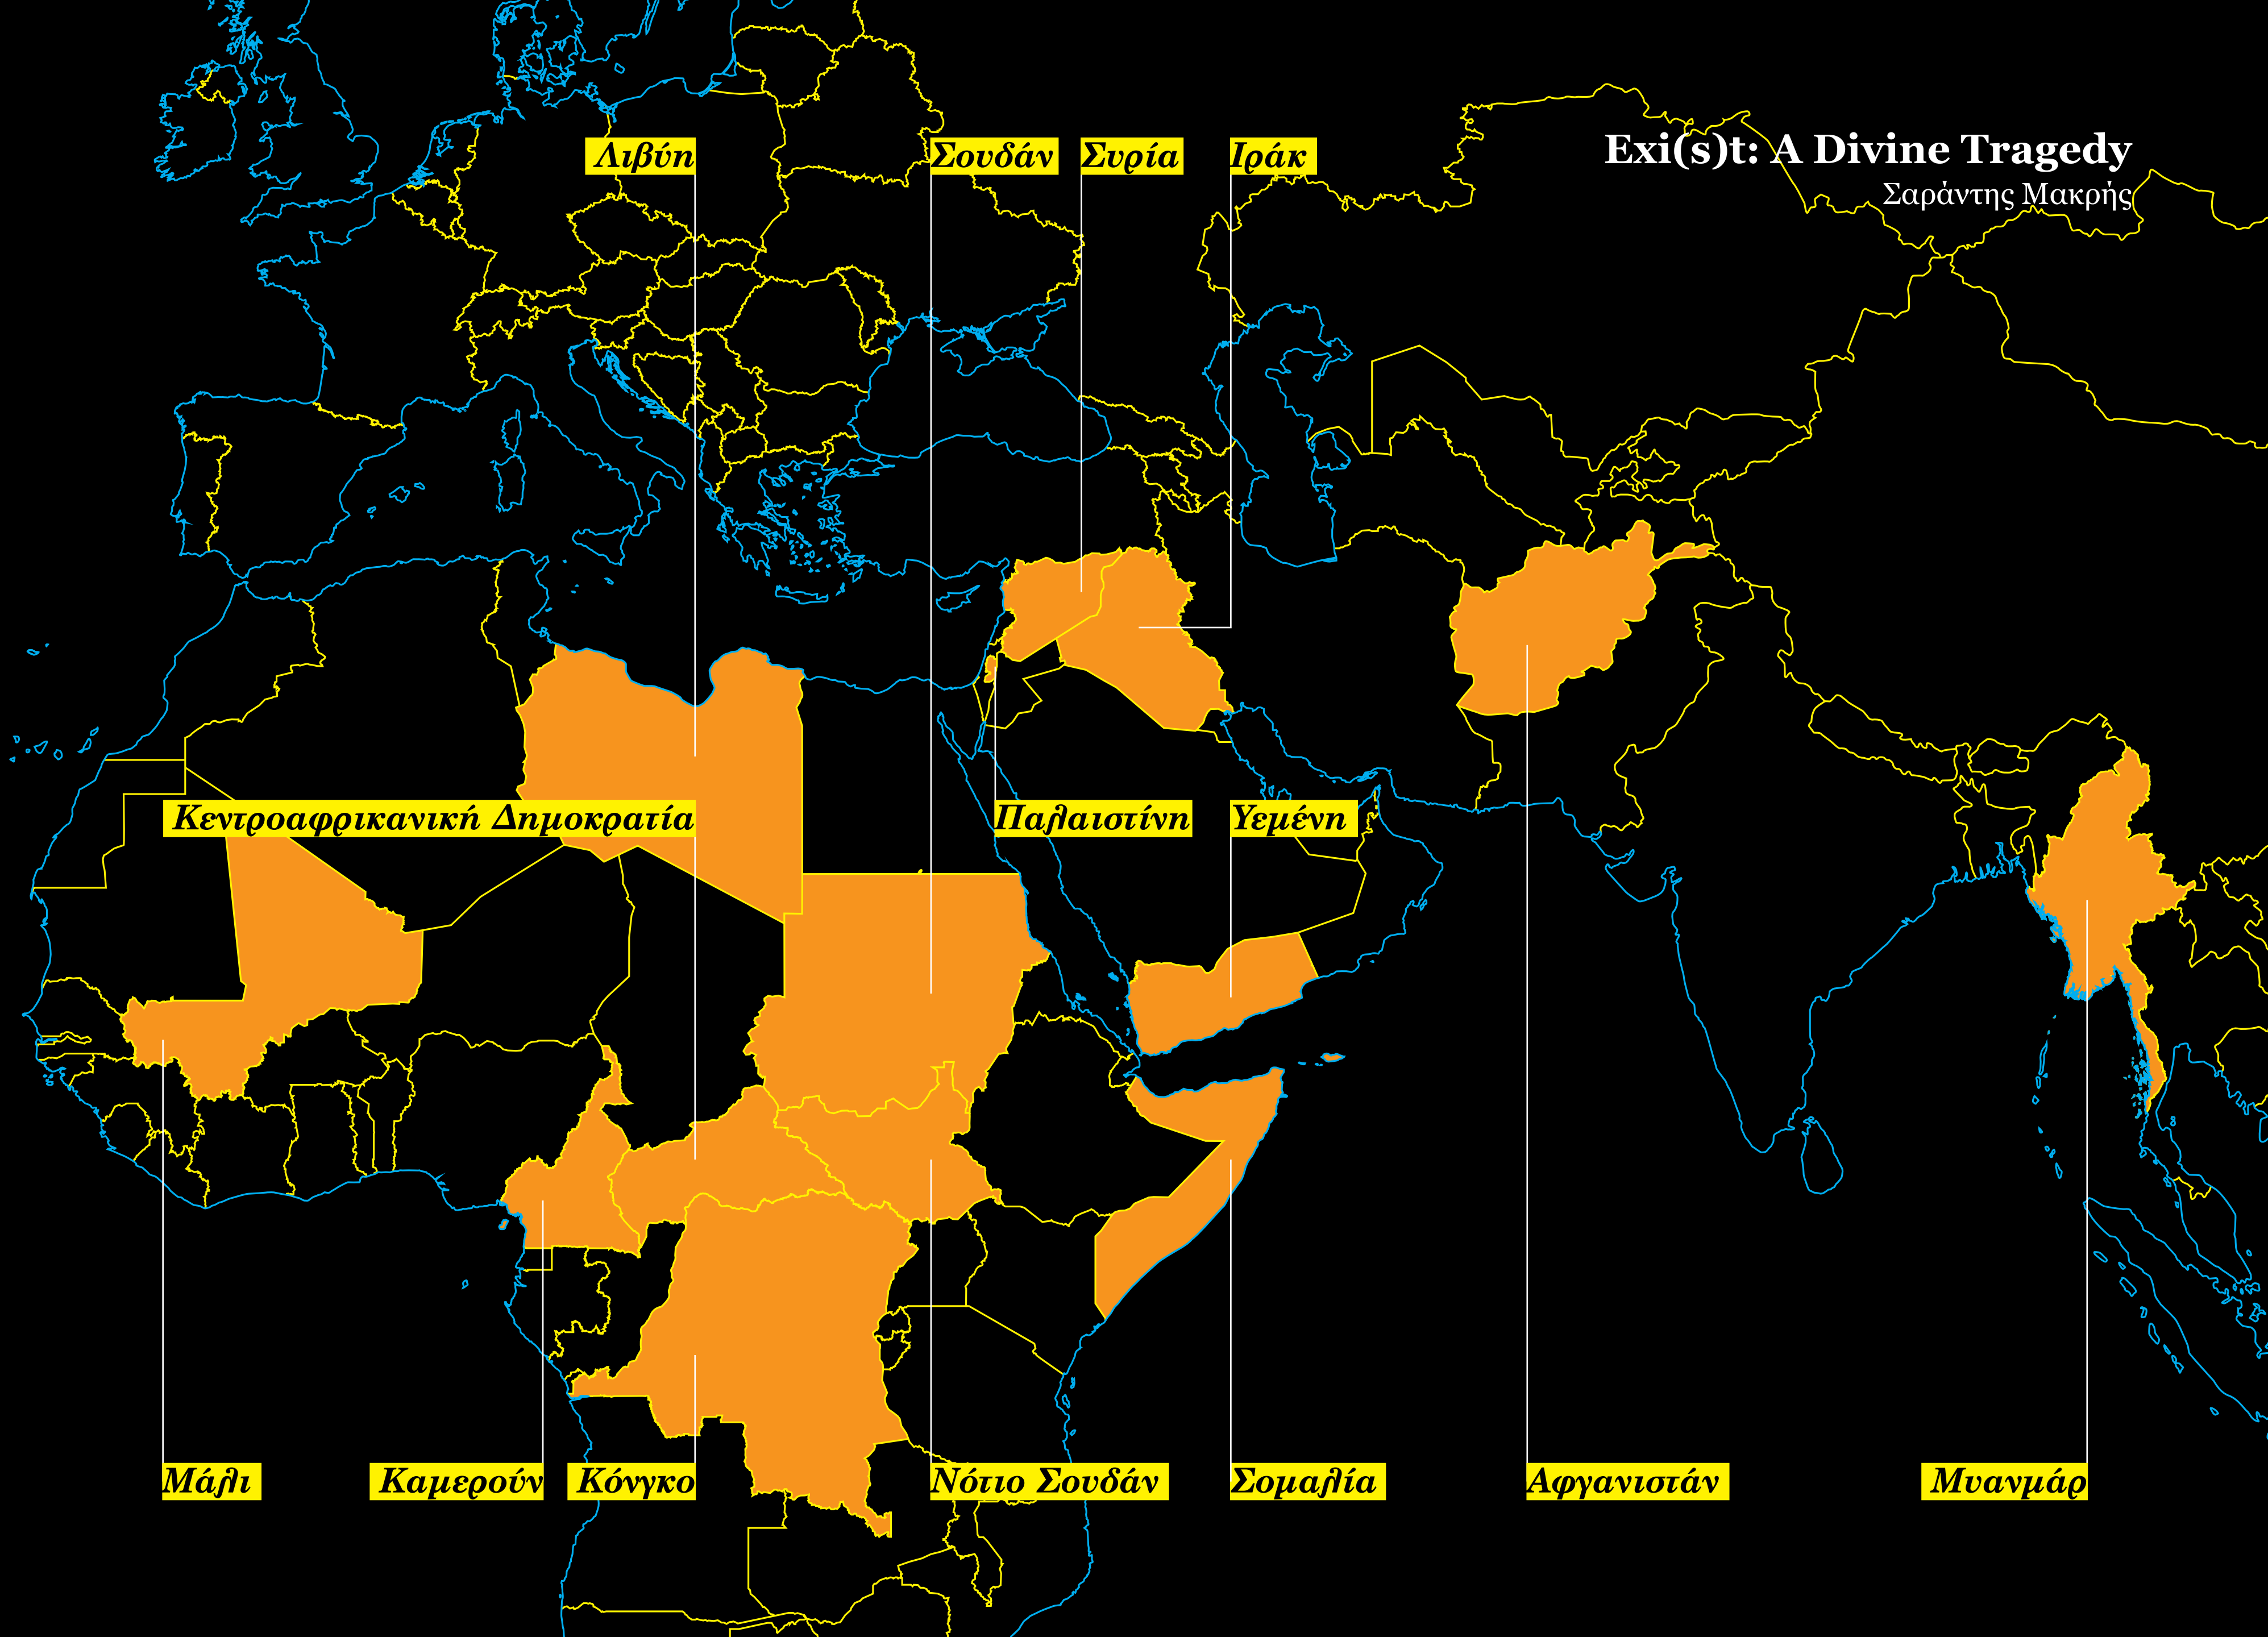 Exi(s)t: A Divine Tragedy
Σαράντης Μακρής
Λιβύη
Σουδάν
Συρία
Ιράκ
Κεντροαφρικανική Δημοκρατία
Παλαιστίνη
Υεμένη
Μάλι
Καμερούν
Κόνγκο
Νότιο Σουδάν
Σομαλία
Αφγανιστάν
Μυανμάρ